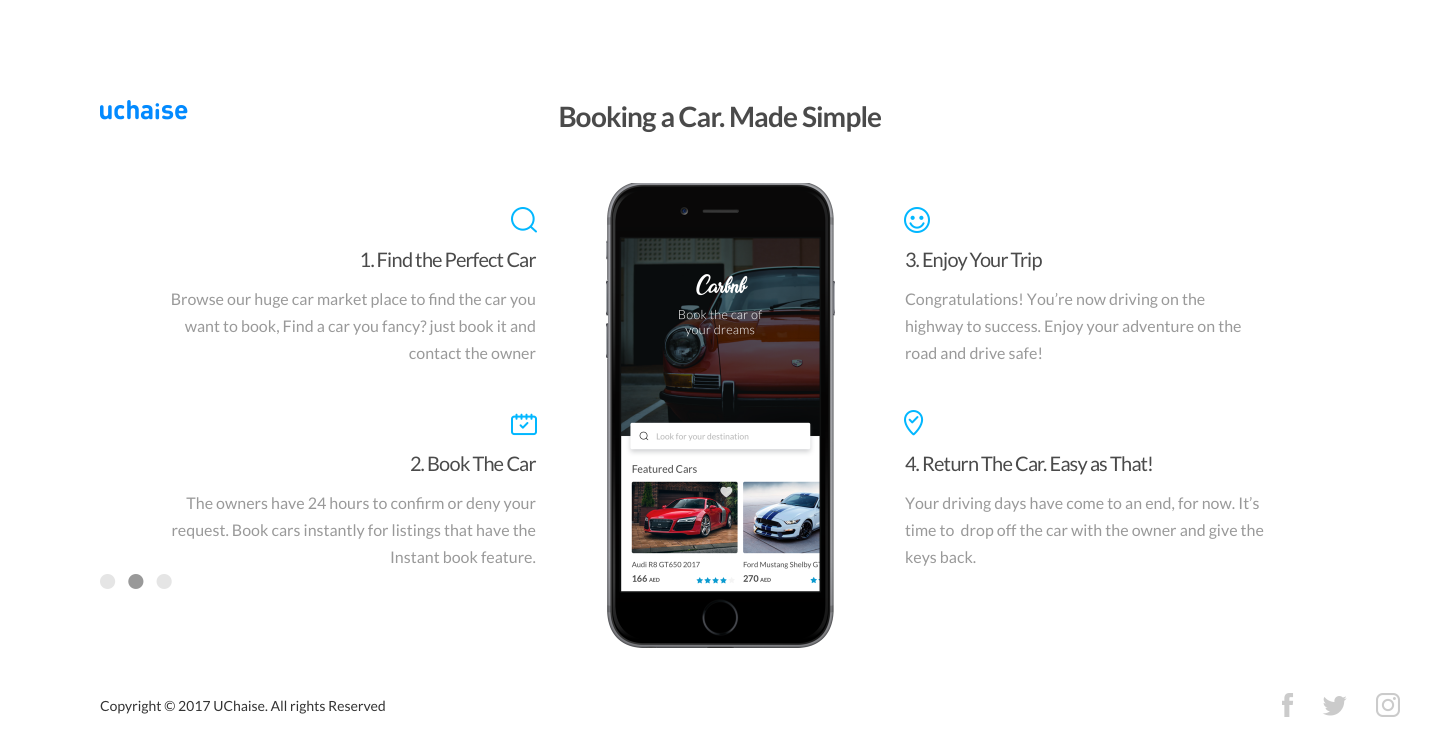 uchaise
Booking a Car. Made Simple
1. Find the Perfect Car
Browse our huge car market place to find the car you
want to book, Find a car you fancy? just book it and
contact the owner
2. Book The Car
The owners have 24 hours to confirm or deny your
request. Book cars instantly for listings that have the
Instant book feature.
Carbnb
Book the car of
your dreams
Look for your destination
Featured Cars
Audi R8 GT650 2017
166 AED
Ford Mustang Shelby G
270 AED
3. Enjoy Your Trip
Congratulations! You're now driving on the
highway to success. Enjoy your adventure on the
road and drive safe!
4. Return The Car. Easy as That!
Your driving days have come to an end, for now. It's
time to  drop off the car with the owner and give the
keys back.
Copyright © 2017 UChaise. All rights Reserved